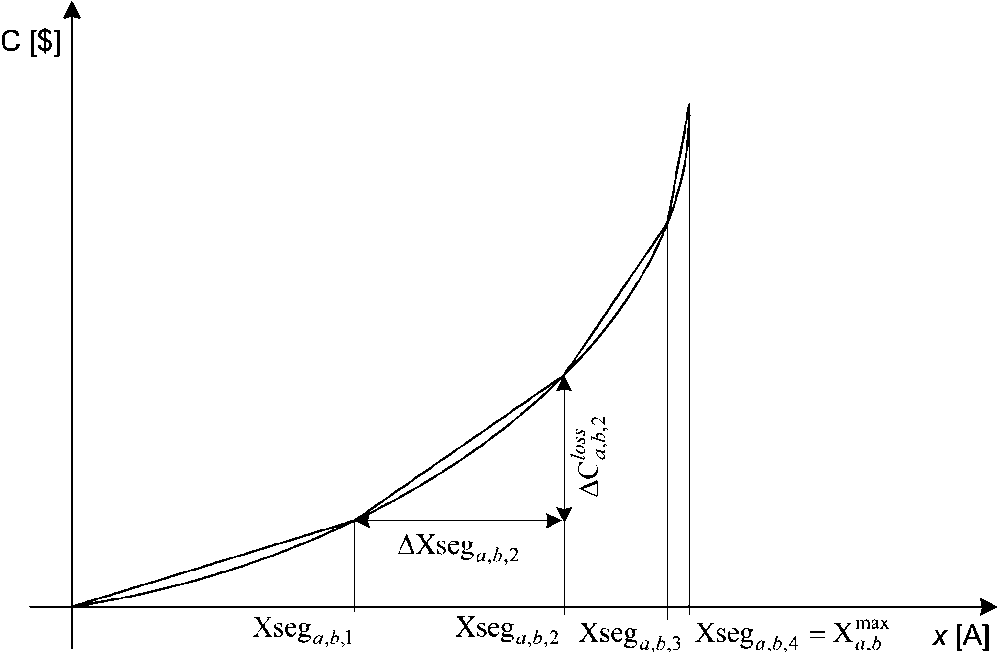 C [$]
ΔC^{loss}_{a,b,2}
ΔXseg_{a,b,2}
Xseg_{a,b,1}
Xseg_{a,b,2}
Xseg_{a,b,3}
Xseg_{a,b,4} = X^{max}_{a,b}
x [A]